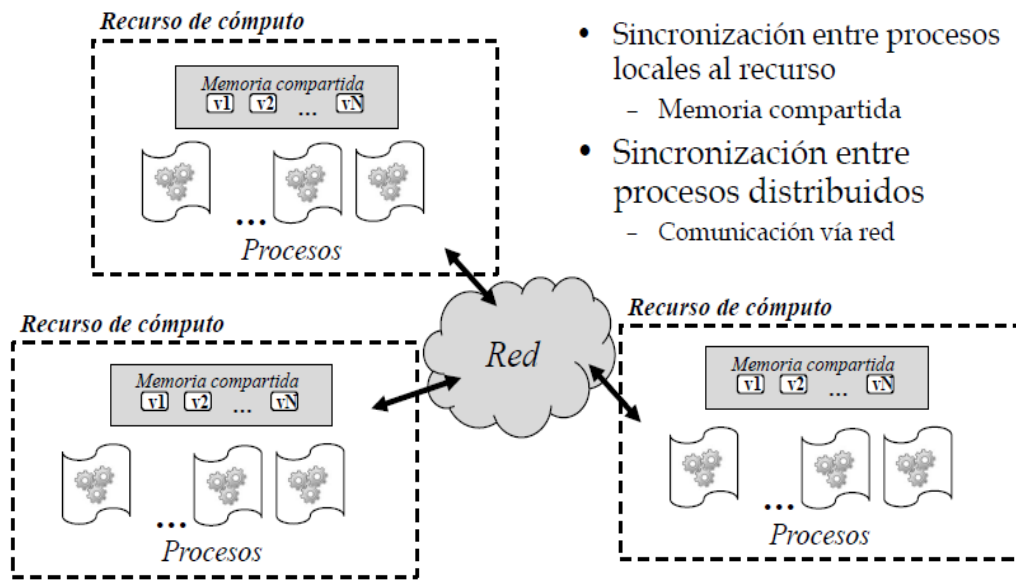 Recurso de cómputo
Memoria compartida
v1 v2 ... vN
...
Procesos
• Sincronización entre procesos
locales al recurso
– Memoria compartida
• Sincronización entre
procesos distribuidos
– Comunicación vía red
Recurso de cómputo
Memoria compartida
v1 v2 ... vN
...
Procesos
Red
Recurso de cómputo
Memoria compartida
v1 v2 ... vN
...
Procesos